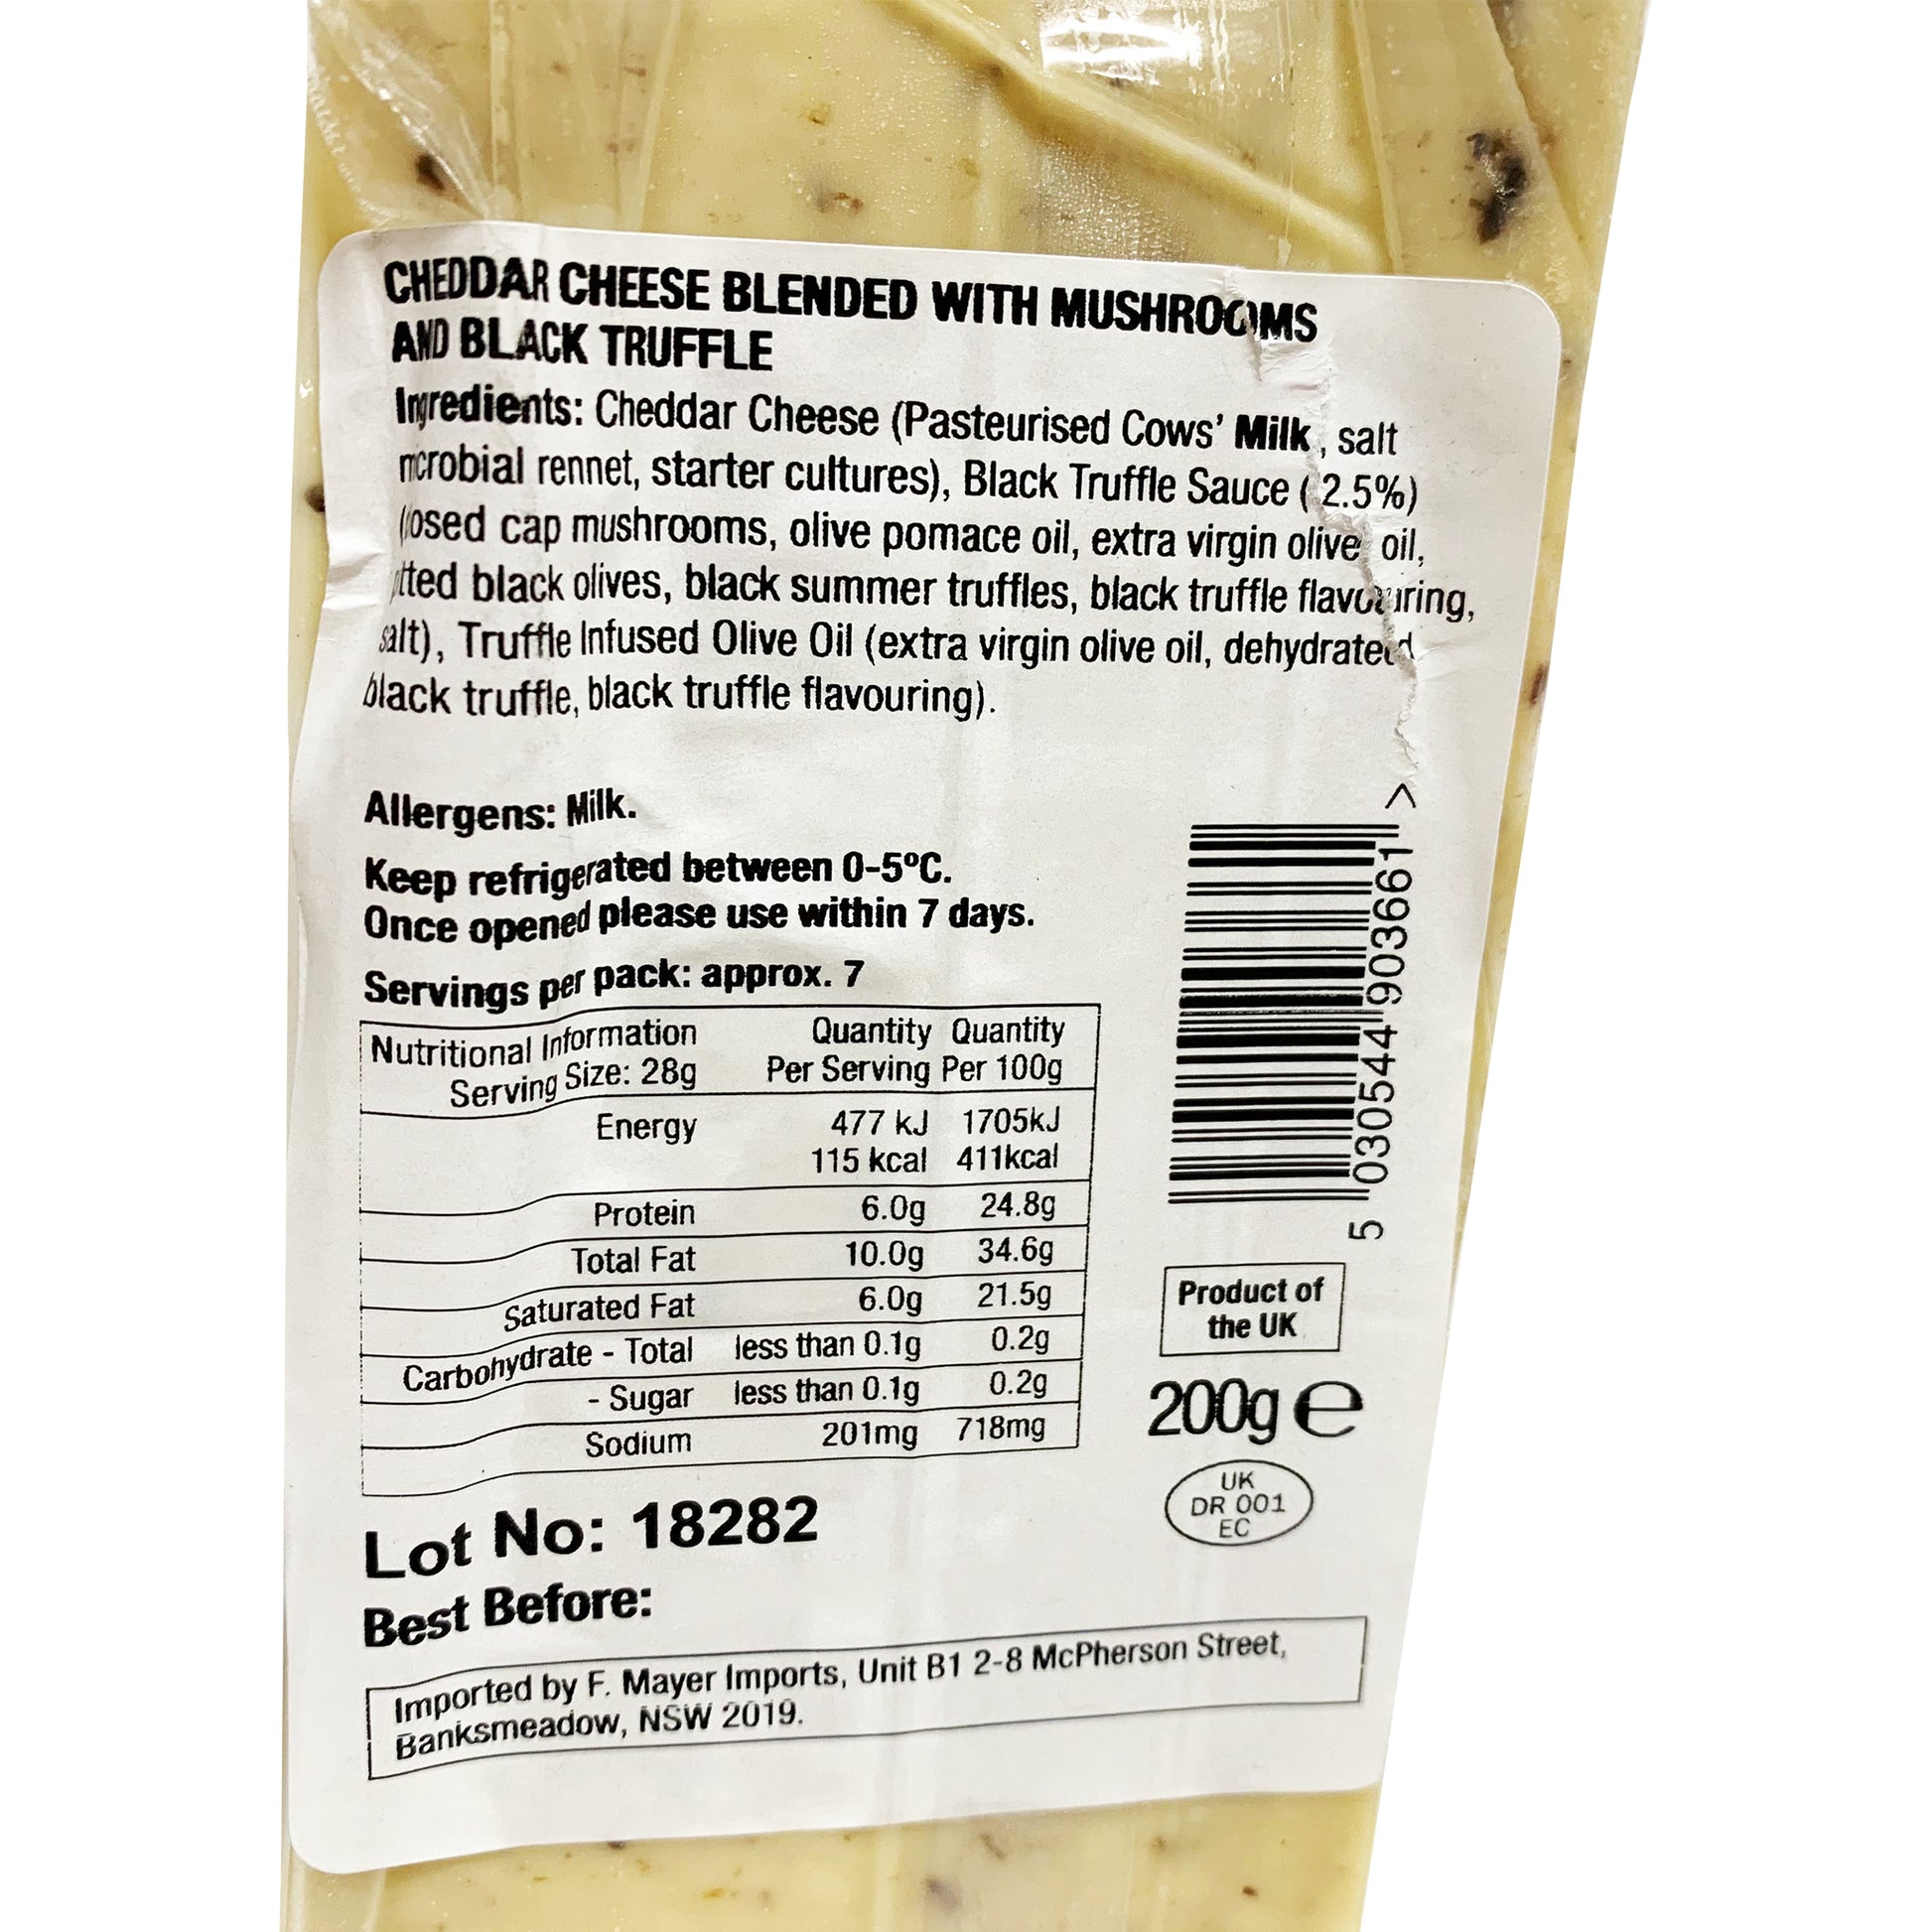 CHEDDAR CHEESE BLENDED WITH MUSHROOMS
AND BLACK TRUFFLE
Ingredients: Cheddar Cheese (Pasteurised Cows' Milk, salt
microbial rennet, starter cultures), Black Truffle Sauce (2.5%)
(closed cap mushrooms, olive pomace oil, extra virgin olive oil,
pitted black olives, black summer truffles, black truffle flavouring,
salt), Truffle Infused Olive Oil (extra virgin olive oil, dehydrated
black truffle, black truffle flavouring).
Allergens: Milk.
Keep refrigerated between 0-5ºC.
Once opened please use within 7 days.
Servings per pack: approx. 7
Nutritional Information Quantity Quantity
Serving Size: 28g Per Serving Per 100g
Energy 477 kJ 1705kJ
115 kcal 411kcal
Protein 6.0g 24.8g
Total Fat 10.0g 34.6g
Saturated Fat 6.0g 21.5g
Carbohydrate - Total less than 0.1g 0.2g
- Sugar less than 0.1g 0.2g
Sodium 201mg 718mg
5 030544 903661 >
Product of
the UK
200g e
UK
DR 001
EC
Lot No: 18282
Best Before:
Imported by F. Mayer Imports, Unit B1 2-8 McPherson Street,
Banksmeadow, NSW 2019.